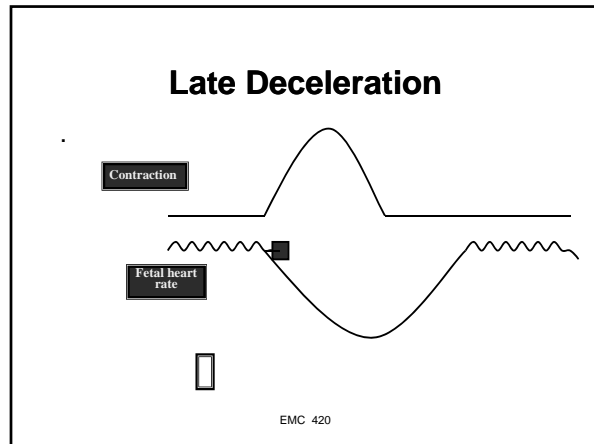 Late Deceleration
.
Contraction
Fetal heart
rate
EMC 420